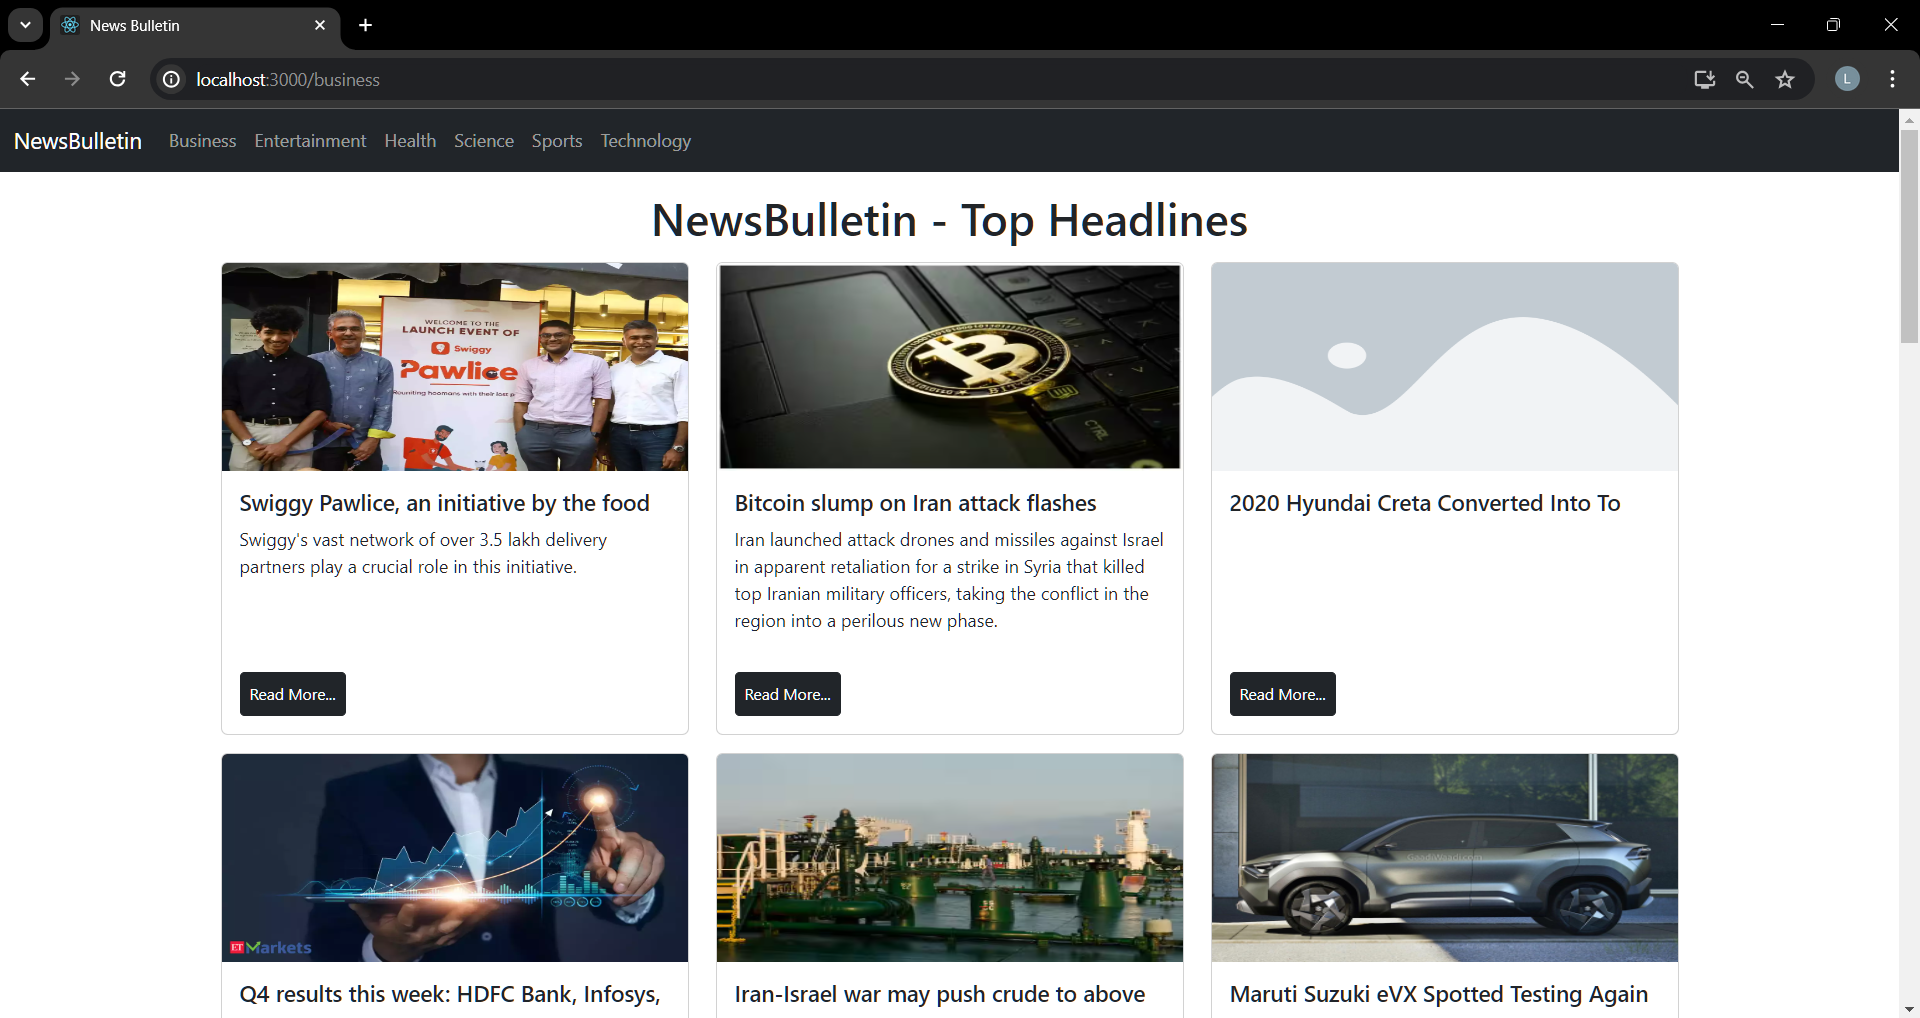 News Bulletin
localhost:3000/business
L
NewsBulletin Business Entertainment Health Science Sports Technology
NewsBulletin - Top Headlines
WELCOME TO THE
LAUNCH EVENT OF
Swiggy
Pawlice
CTRL
BITCOIN
Swiggy Pawlice, an initiative by the food
Swiggy's vast network of over 3.5 lakh delivery
partners play a crucial role in this initiative.
Read More...
Bitcoin slump on Iran attack flashes
Iran launched attack drones and missiles against Israel
in apparent retaliation for a strike in Syria that killed
top Iranian military officers, taking the conflict in the
region into a perilous new phase.
Read More...
2020 Hyundai Creta Converted Into To
Read More...
ET Markets
Q4 results this week: HDFC Bank, Infosys,
Iran-Israel war may push crude to above
Maruti Suzuki eVX Spotted Testing Again